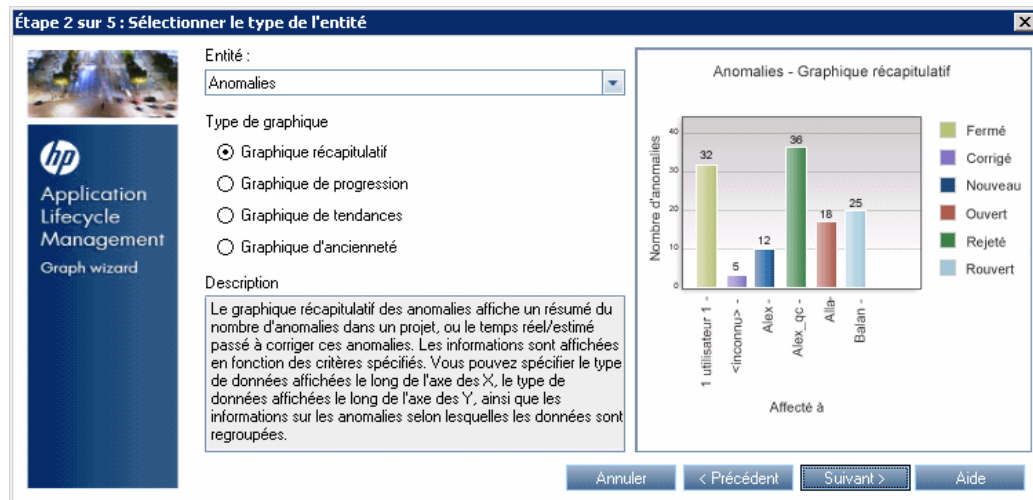 Étape 2 sur 5 : Sélectionner le type de l'entité
hp
Application
Lifecycle
Management
Graph wizard
Entité :
Anomalies
Type de graphique
Graphique récapitulatif
Graphique de progression
Graphique de tendances
Graphique d'ancienneté
Description
Le graphique récapitulatif des anomalies affiche un résumé du
nombre d'anomalies dans un projet, ou le temps réel/estimé
passé à corriger ces anomalies. Les informations sont affichées
en fonction des critères spécifiés. Vous pouvez spécifier le type
de données affichées le long de l'axe des X, le type de
données affichées le long de l'axe des Y, ainsi que les
informations sur les anomalies selon lesquelles les données sont
regroupées.
Anomalies - Graphique récapitulatif
Nombre d'anomalies
40
30
20
10
0
32
5
12
36
18
25
1 utilisateur 1 -
<inconnu> -
Alex -
Alex_qc -
Alla-
Balan -
Affecté à
Fermé
Corrigé
Nouveau
Ouvert
Rejeté
Rouvert
Annuler
< Précédent
Suivant >
Aide